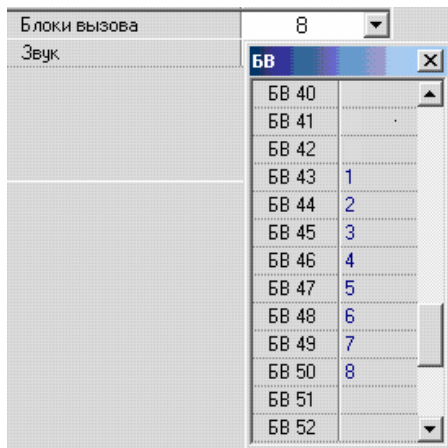 Блоки вызова 8
Звук
БВ
БВ 40
БВ 41
БВ 42
БВ 43 1
БВ 44 2
БВ 45 3
БВ 46 4
БВ 47 5
БВ 48 6
БВ 49 7
БВ 50 8
БВ 51
БВ 52